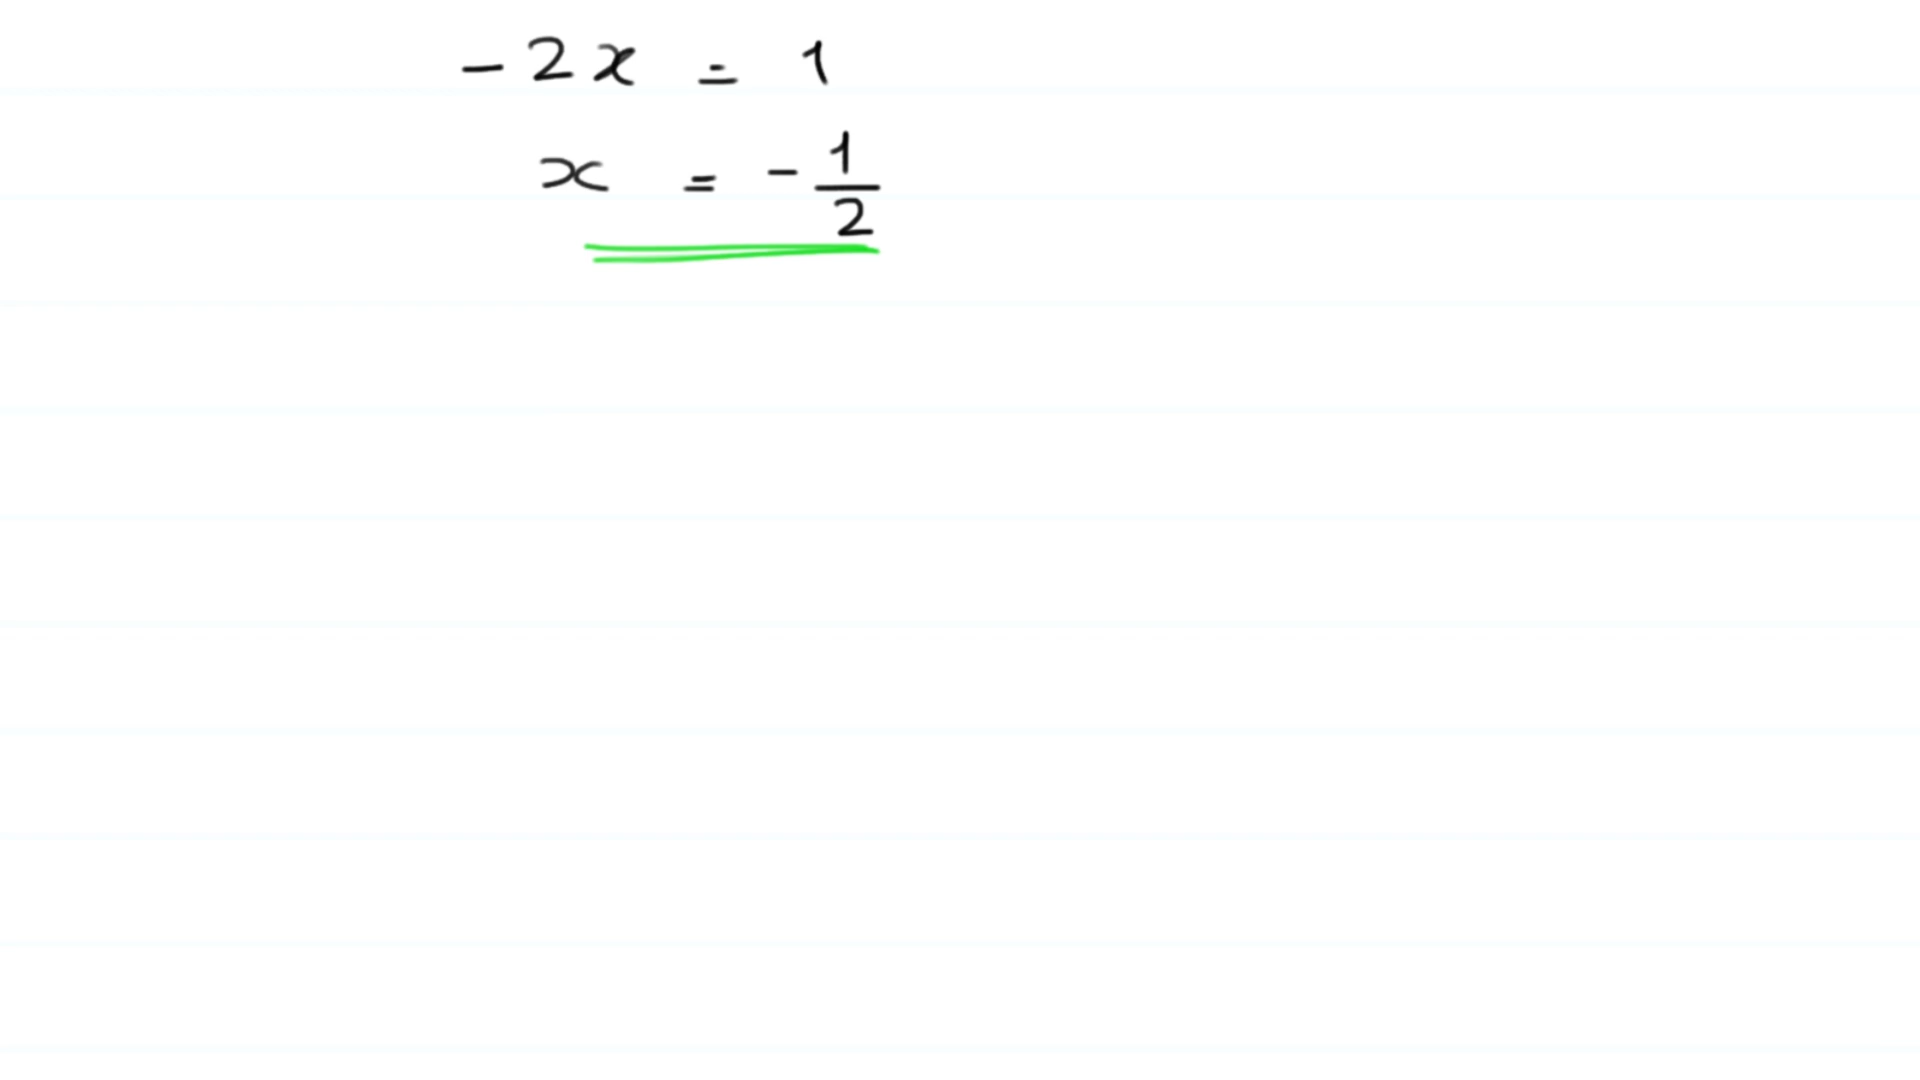 -2x = 1
x = -1/2